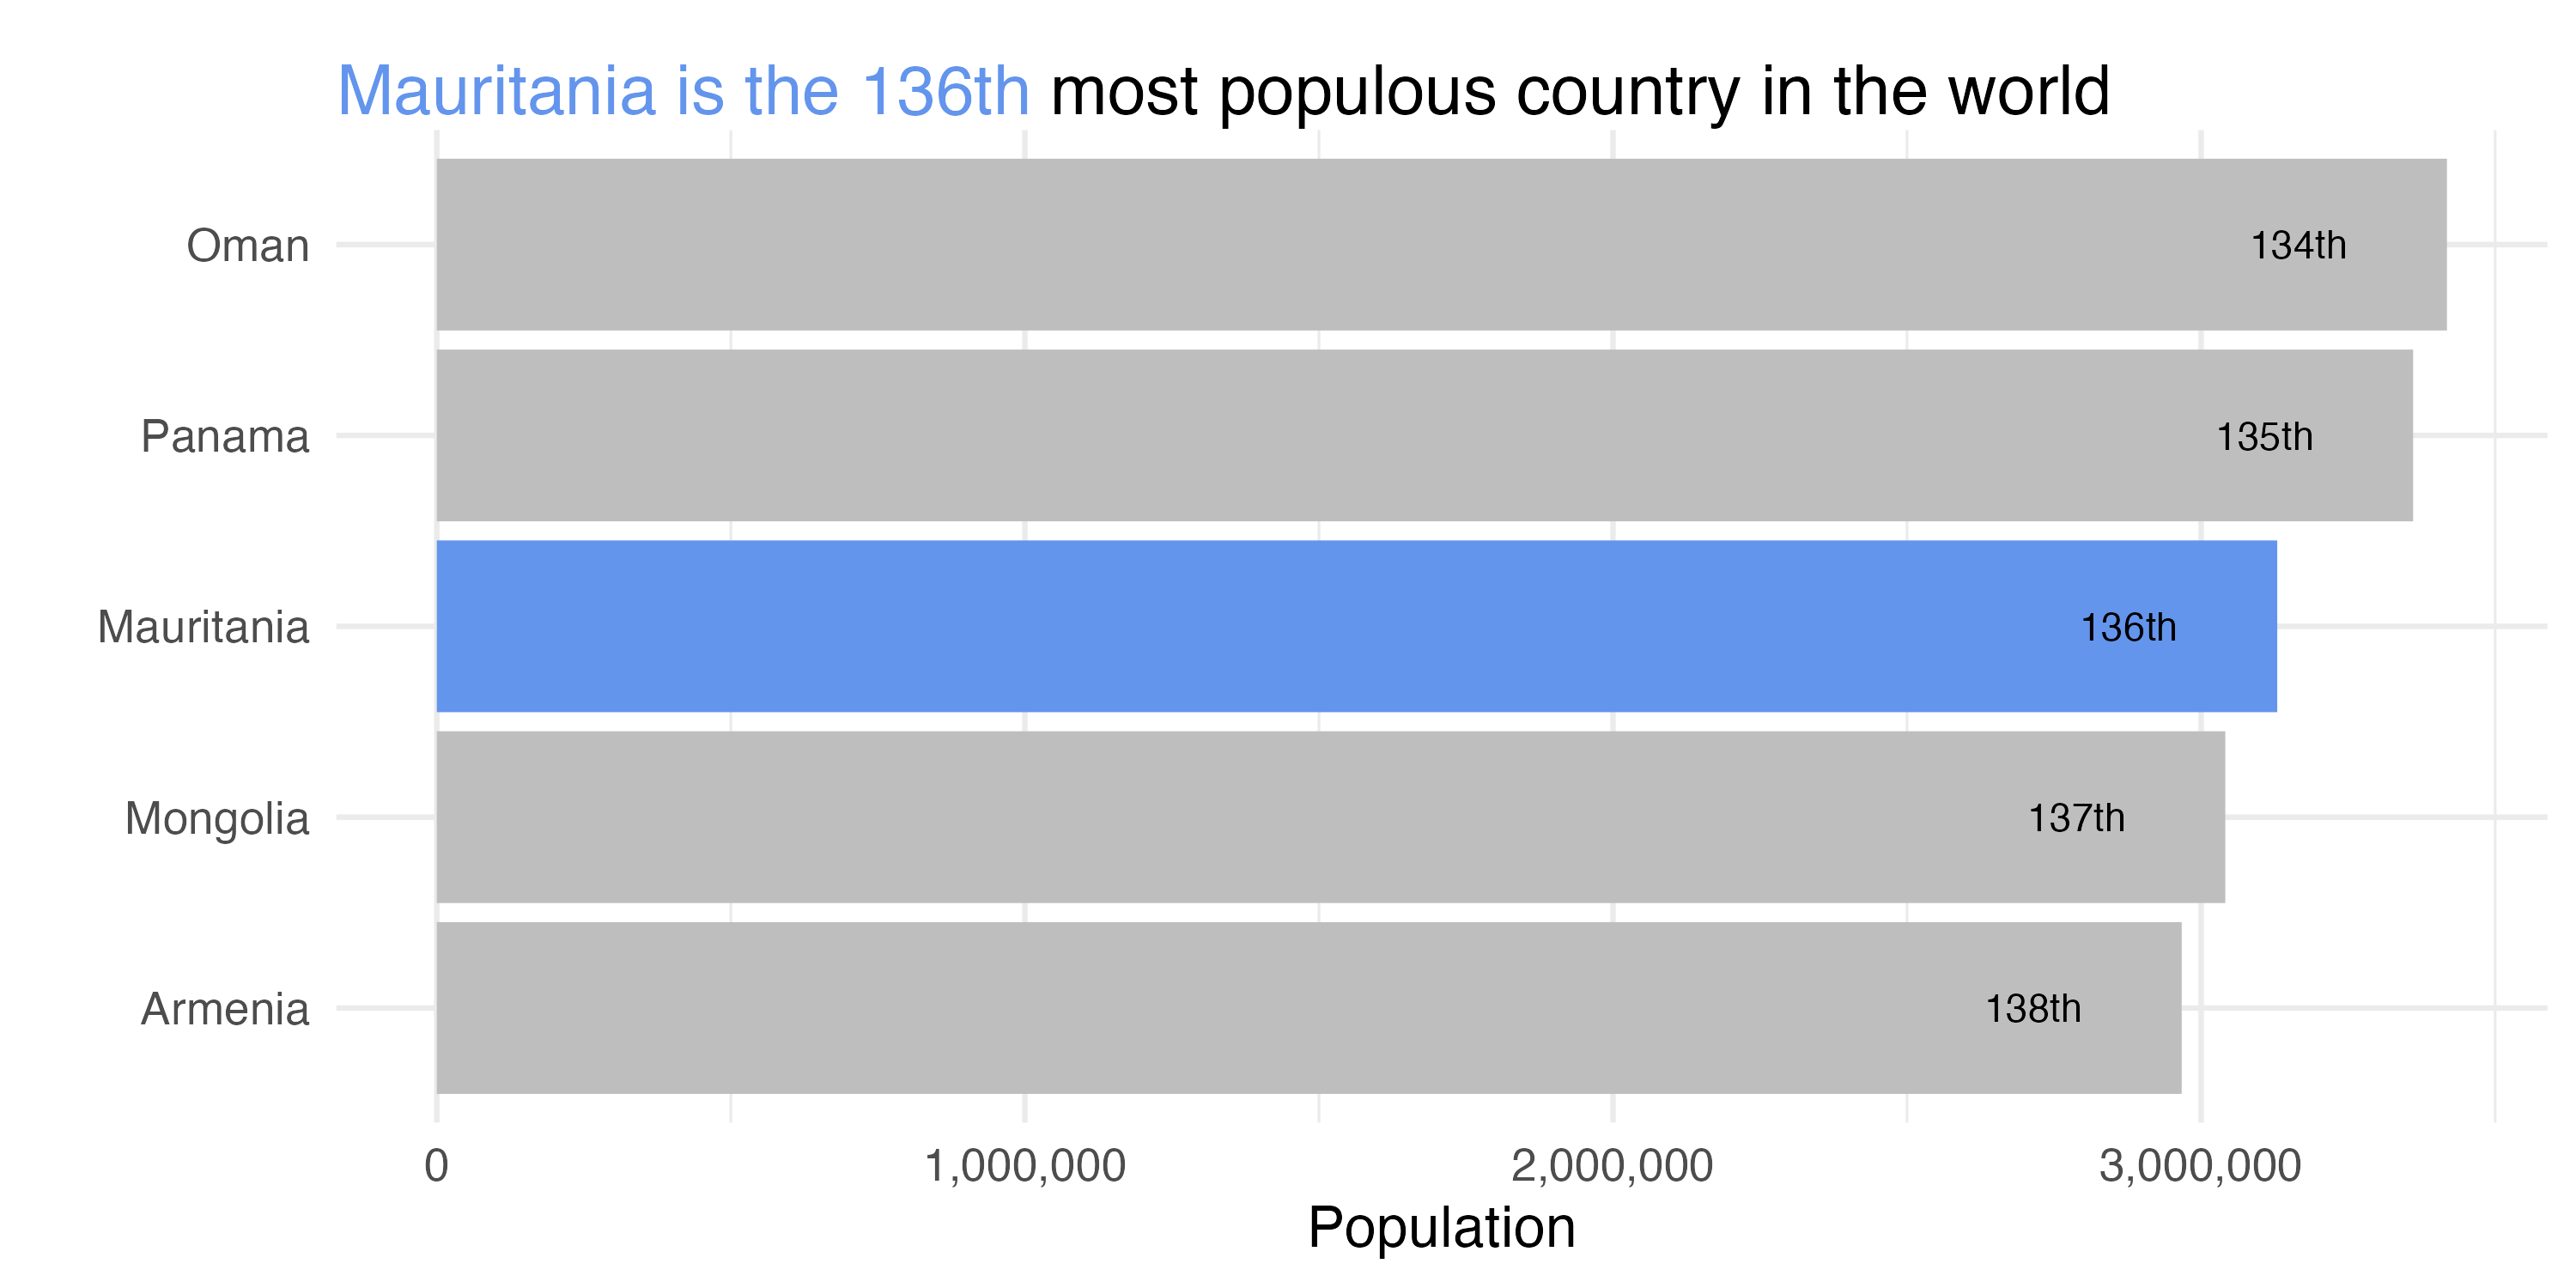 Mauritania is the 136th most populous country in the world
Oman
134th
Panama
135th
Mauritania
136th
Mongolia
137th
Armenia
138th
0
1,000,000
2,000,000
3,000,000
Population